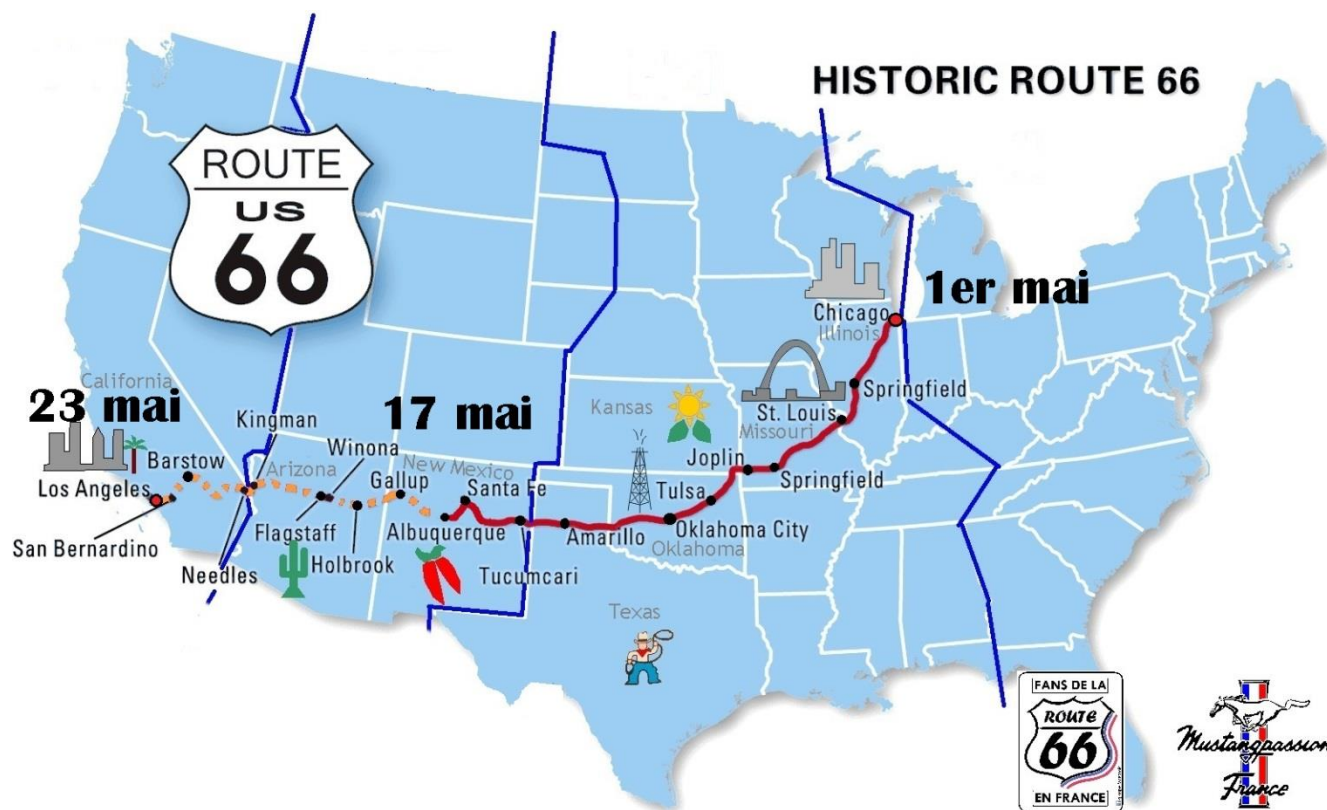 HISTORIC ROUTE 66
ROUTE
US
66
1er mai
Chicago
Illinois
Springfield
St. Louis
Missouri
Kansas
Joplin
Springfield
Tulsa
Oklahoma City
Oklahoma
Amarillo
Texas
17 mai
New Mexico
Santa Fe
Albuquerque
Tucumcari
Gallup
Winona
Holbrook
Flagstaff
Arizona
Kingman
Needles
California
23 mai
Barstow
Los Angeles
San Bernardino
FANS DE LA
ROUTE
66
EN FRANCE
Mustangpassion
France